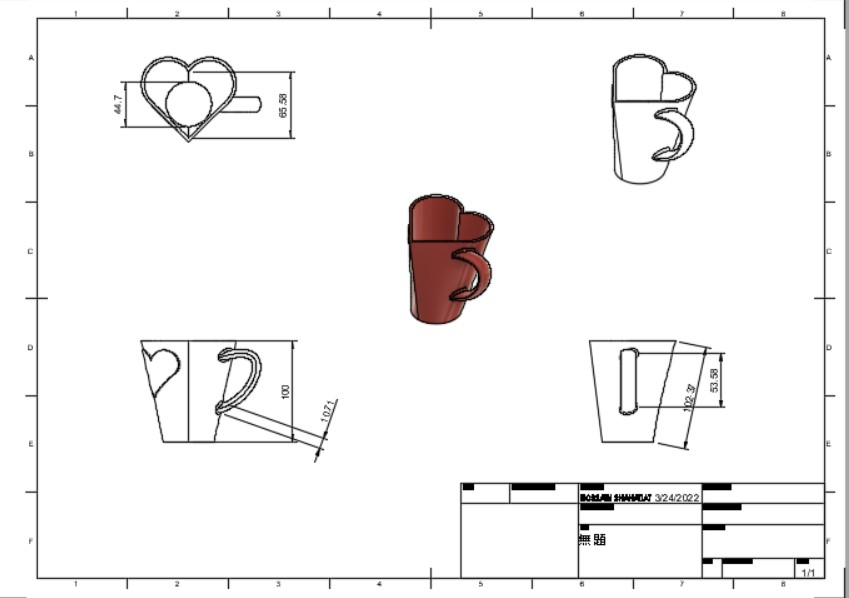 1 2 3 4 5 6 7 8
A A
44.7
65.58
B B
C C
D D
100
10.71
102.37
53.58
E E
SHAHADAT 3/24/2022
無題
F F
1/1
1 2 3 4 5 6 7 8